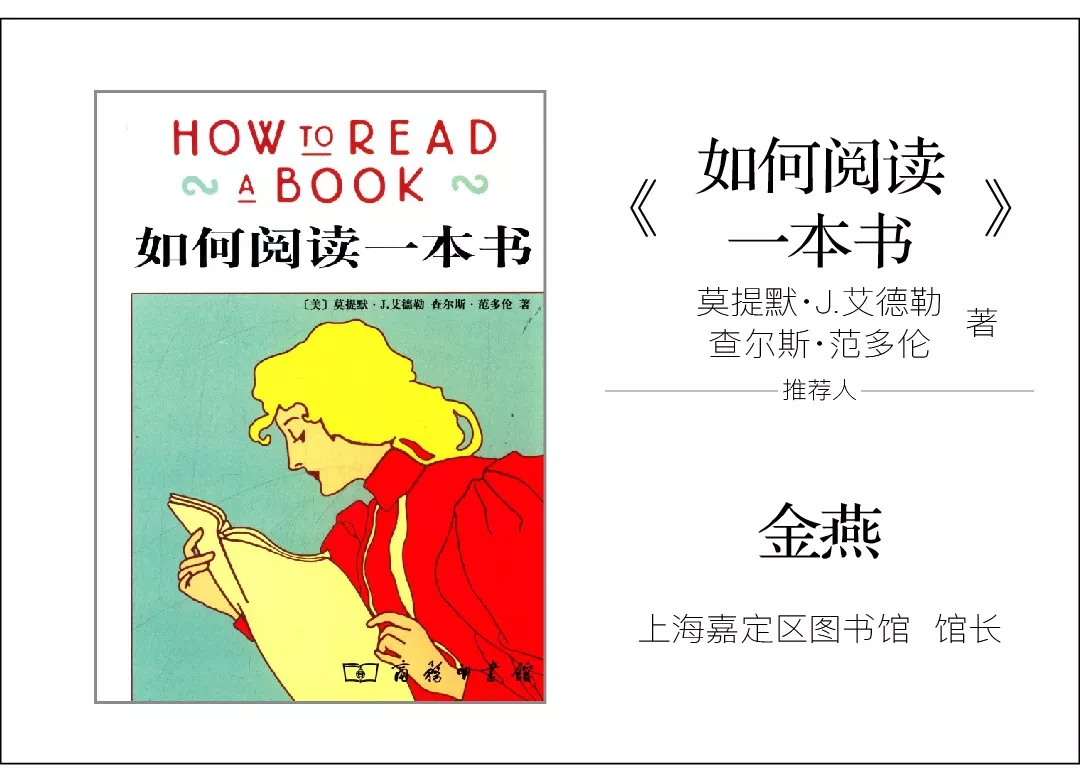 HOW TO READ
A BOOK
如何阅读一本书
［美］莫提默·J.艾德勒 查尔斯·范多伦 著
商务印书馆
《如何阅读
一本书》
莫提默·J.艾德勒
查尔斯·范多伦 著
推荐人
金燕
上海嘉定区图书馆 馆长